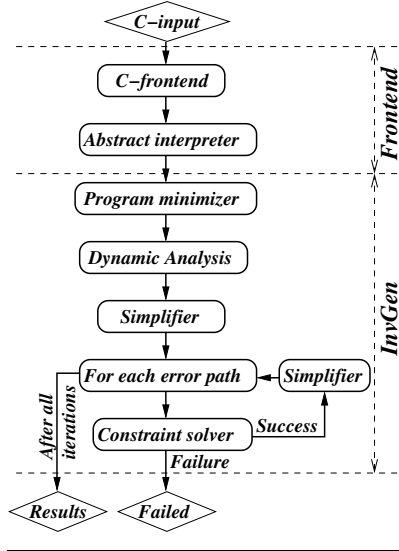 C-input
C-frontend
Abstract interpreter
Frontend
Program minimizer
Dynamic Analysis
Simplifier
For each error path
Simplifier
Constraint solver
Success
Failure
After all
iterations
InvGen
Results
Failed